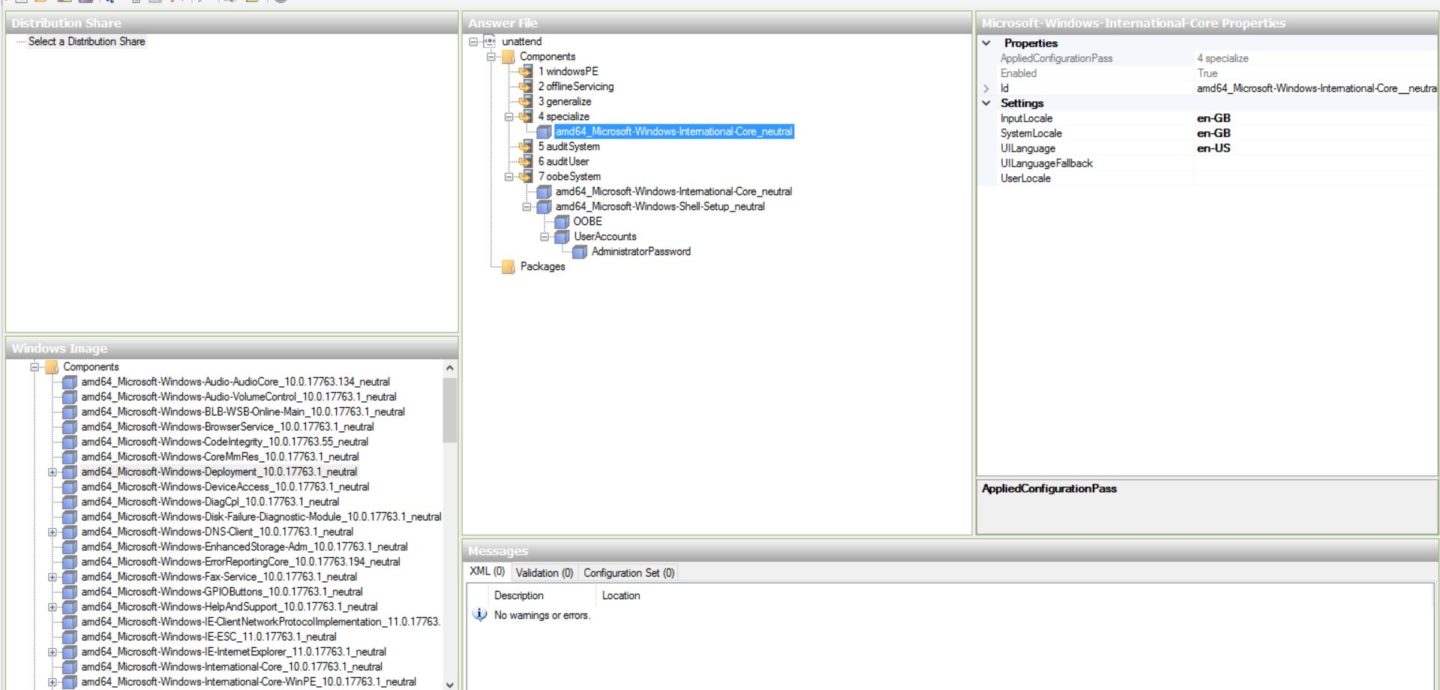 Distribution Share
Select a Distribution Share
Answer File
unattend
Components
1 windowsPE
2 offlineServicing
3 generalize
4 specialize
amd64_Microsoft-Windows-International-Core_neutral
5 auditSystem
6 auditUser
7 oobeSystem
amd64_Microsoft-Windows-International-Core_neutral
amd64_Microsoft-Windows-Shell-Setup_neutral
OOBE
UserAccounts
AdministratorPassword
Packages
Microsoft-Windows-International-Core Properties
Properties
AppliedConfigurationPass 4 specialize
Enabled True
Id amd64_Microsoft-Windows-International-Core__neutra
Settings
InputLocale en-GB
SystemLocale en-GB
UILanguage en-US
UILanguageFallback
UserLocale
AppliedConfigurationPass
Windows Image
Components
amd64_Microsoft-Windows-Audio-AudioCore_10.0.17763.134_neutral
amd64_Microsoft-Windows-Audio-VolumeControl_10.0.17763.1_neutral
amd64_Microsoft-Windows-BLB-WSB-Online-Main_10.0.17763.1_neutral
amd64_Microsoft-Windows-BrowserService_10.0.17763.1_neutral
amd64_Microsoft-Windows-CodeIntegrity_10.0.17763.55_neutral
amd64_Microsoft-Windows-CoreMmRes_10.0.17763.1_neutral
amd64_Microsoft-Windows-Deployment_10.0.17763.1_neutral
amd64_Microsoft-Windows-DeviceAccess_10.0.17763.1_neutral
amd64_Microsoft-Windows-DiagCpl_10.0.17763.1_neutral
amd64_Microsoft-Windows-Disk-Failure-Diagnostic-Module_10.0.17763.1_neutral
amd64_Microsoft-Windows-DNS-Client_10.0.17763.1_neutral
amd64_Microsoft-Windows-EnhancedStorage-Adm_10.0.17763.1_neutral
amd64_Microsoft-Windows-ErrorReportingCore_10.0.17763.194_neutral
amd64_Microsoft-Windows-Fax-Service_10.0.17763.1_neutral
amd64_Microsoft-Windows-GPIOButtons_10.0.17763.1_neutral
amd64_Microsoft-Windows-HelpAndSupport_10.0.17763.1_neutral
amd64_Microsoft-Windows-IE-ClientNetworkProtocolImplementation_11.0.17763.
amd64_Microsoft-Windows-IE-ESC_11.0.17763.1_neutral
amd64_Microsoft-Windows-IE-InternetExplorer_11.0.17763.1_neutral
amd64_Microsoft-Windows-International-Core_10.0.17763.1_neutral
amd64_Microsoft-Windows-International-Core-WinPE_10.0.17763.1_neutral
Messages
XML (0) Validation (0) Configuration Set (0)
Description Location
No warnings or errors.